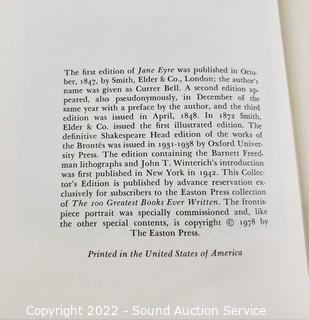 The first edition of Jane Eyre was published in Octo-
ber, 1847, by Smith, Elder & Co., London; the author's
name was given as Currer Bell. A second edition ap-
peared, also pseudonymously, in December of the
same year with a preface by the author, and the third
edition was issued in April, 1848. In 1872 Smith,
Elder & Co. issued the first illustrated edition. The
definitive Shakespeare Head edition of the works of
the Brontës was issued in 1931-1938 by Oxford Univer-
sity Press. The edition containing the Barnett Freed-
man lithographs and John T. Winterich's introduction
was first published in New York in 1942. This Collec-
tor's Edition is published by advance reservation ex-
clusively for subscribers to the Easton Press collection
of The 100 Greatest Books Ever Written. The frontis-
piece portrait was specially commissioned and, like
the other special contents, is copyright © 1978 by
The Easton Press.
Printed in the United States of America
Copyright 2022 - Sound Auction Service